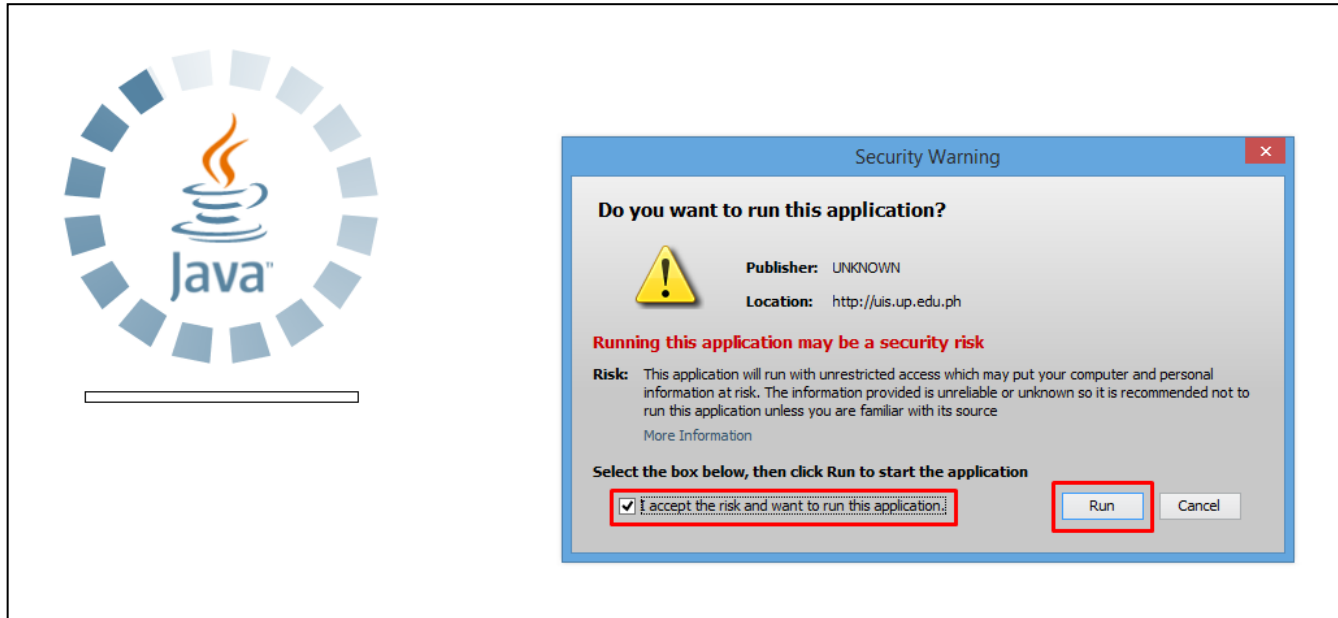 Java™
Security Warning
Do you want to run this application?
Publisher: UNKNOWN
Location: http://uis.up.edu.ph
Running this application may be a security risk
Risk: This application will run with unrestricted access which may put your computer and personal
information at risk. The information provided is unreliable or unknown so it is recommended not to
run this application unless you are familiar with its source
More Information
Select the box below, then click Run to start the application
I accept the risk and want to run this application.
Run Cancel